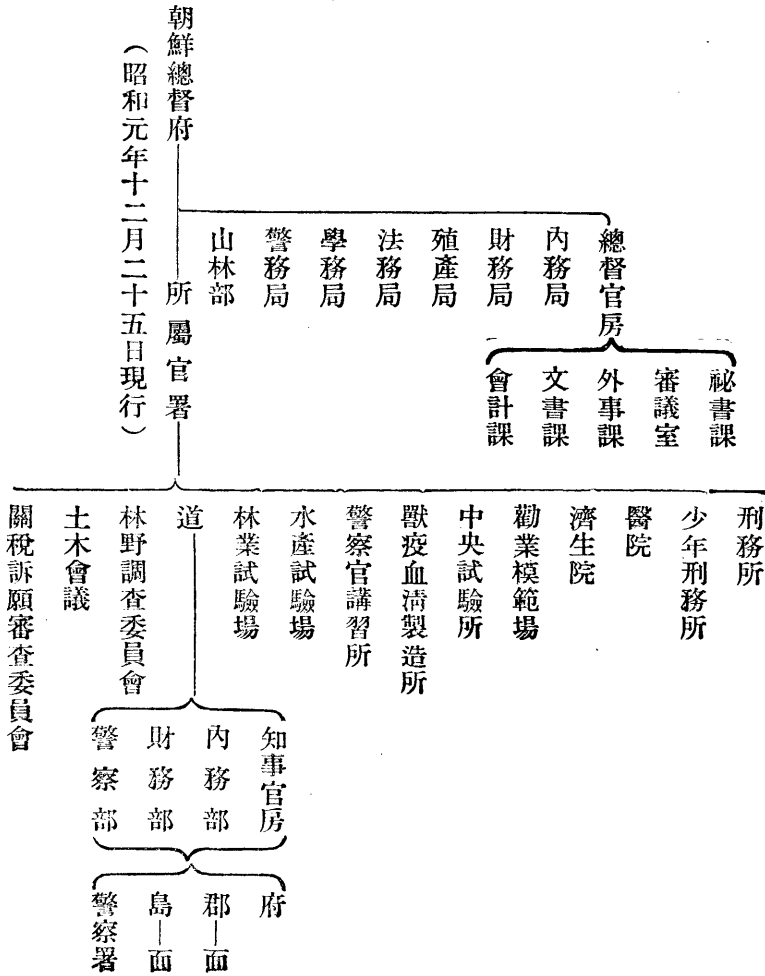 朝鮮總督府
（昭和元年十二月二十五日現行）
總督官房
祕書課
審議室
外事課
文書課
會計課
內務局
財務局
殖產局
法務局
學務局
警務局
山林部
所屬官署
刑務所
少年刑務所
醫院
濟生院
勸業模範場
中央試驗所
獸疫血淸製造所
警察官講習所
水產試驗場
林業試驗場
道
知事官房
內務部
財務部
警察部
府
郡—面
島—面
警察署
林野調查委員會
土木會議
關稅訴願審查委員會